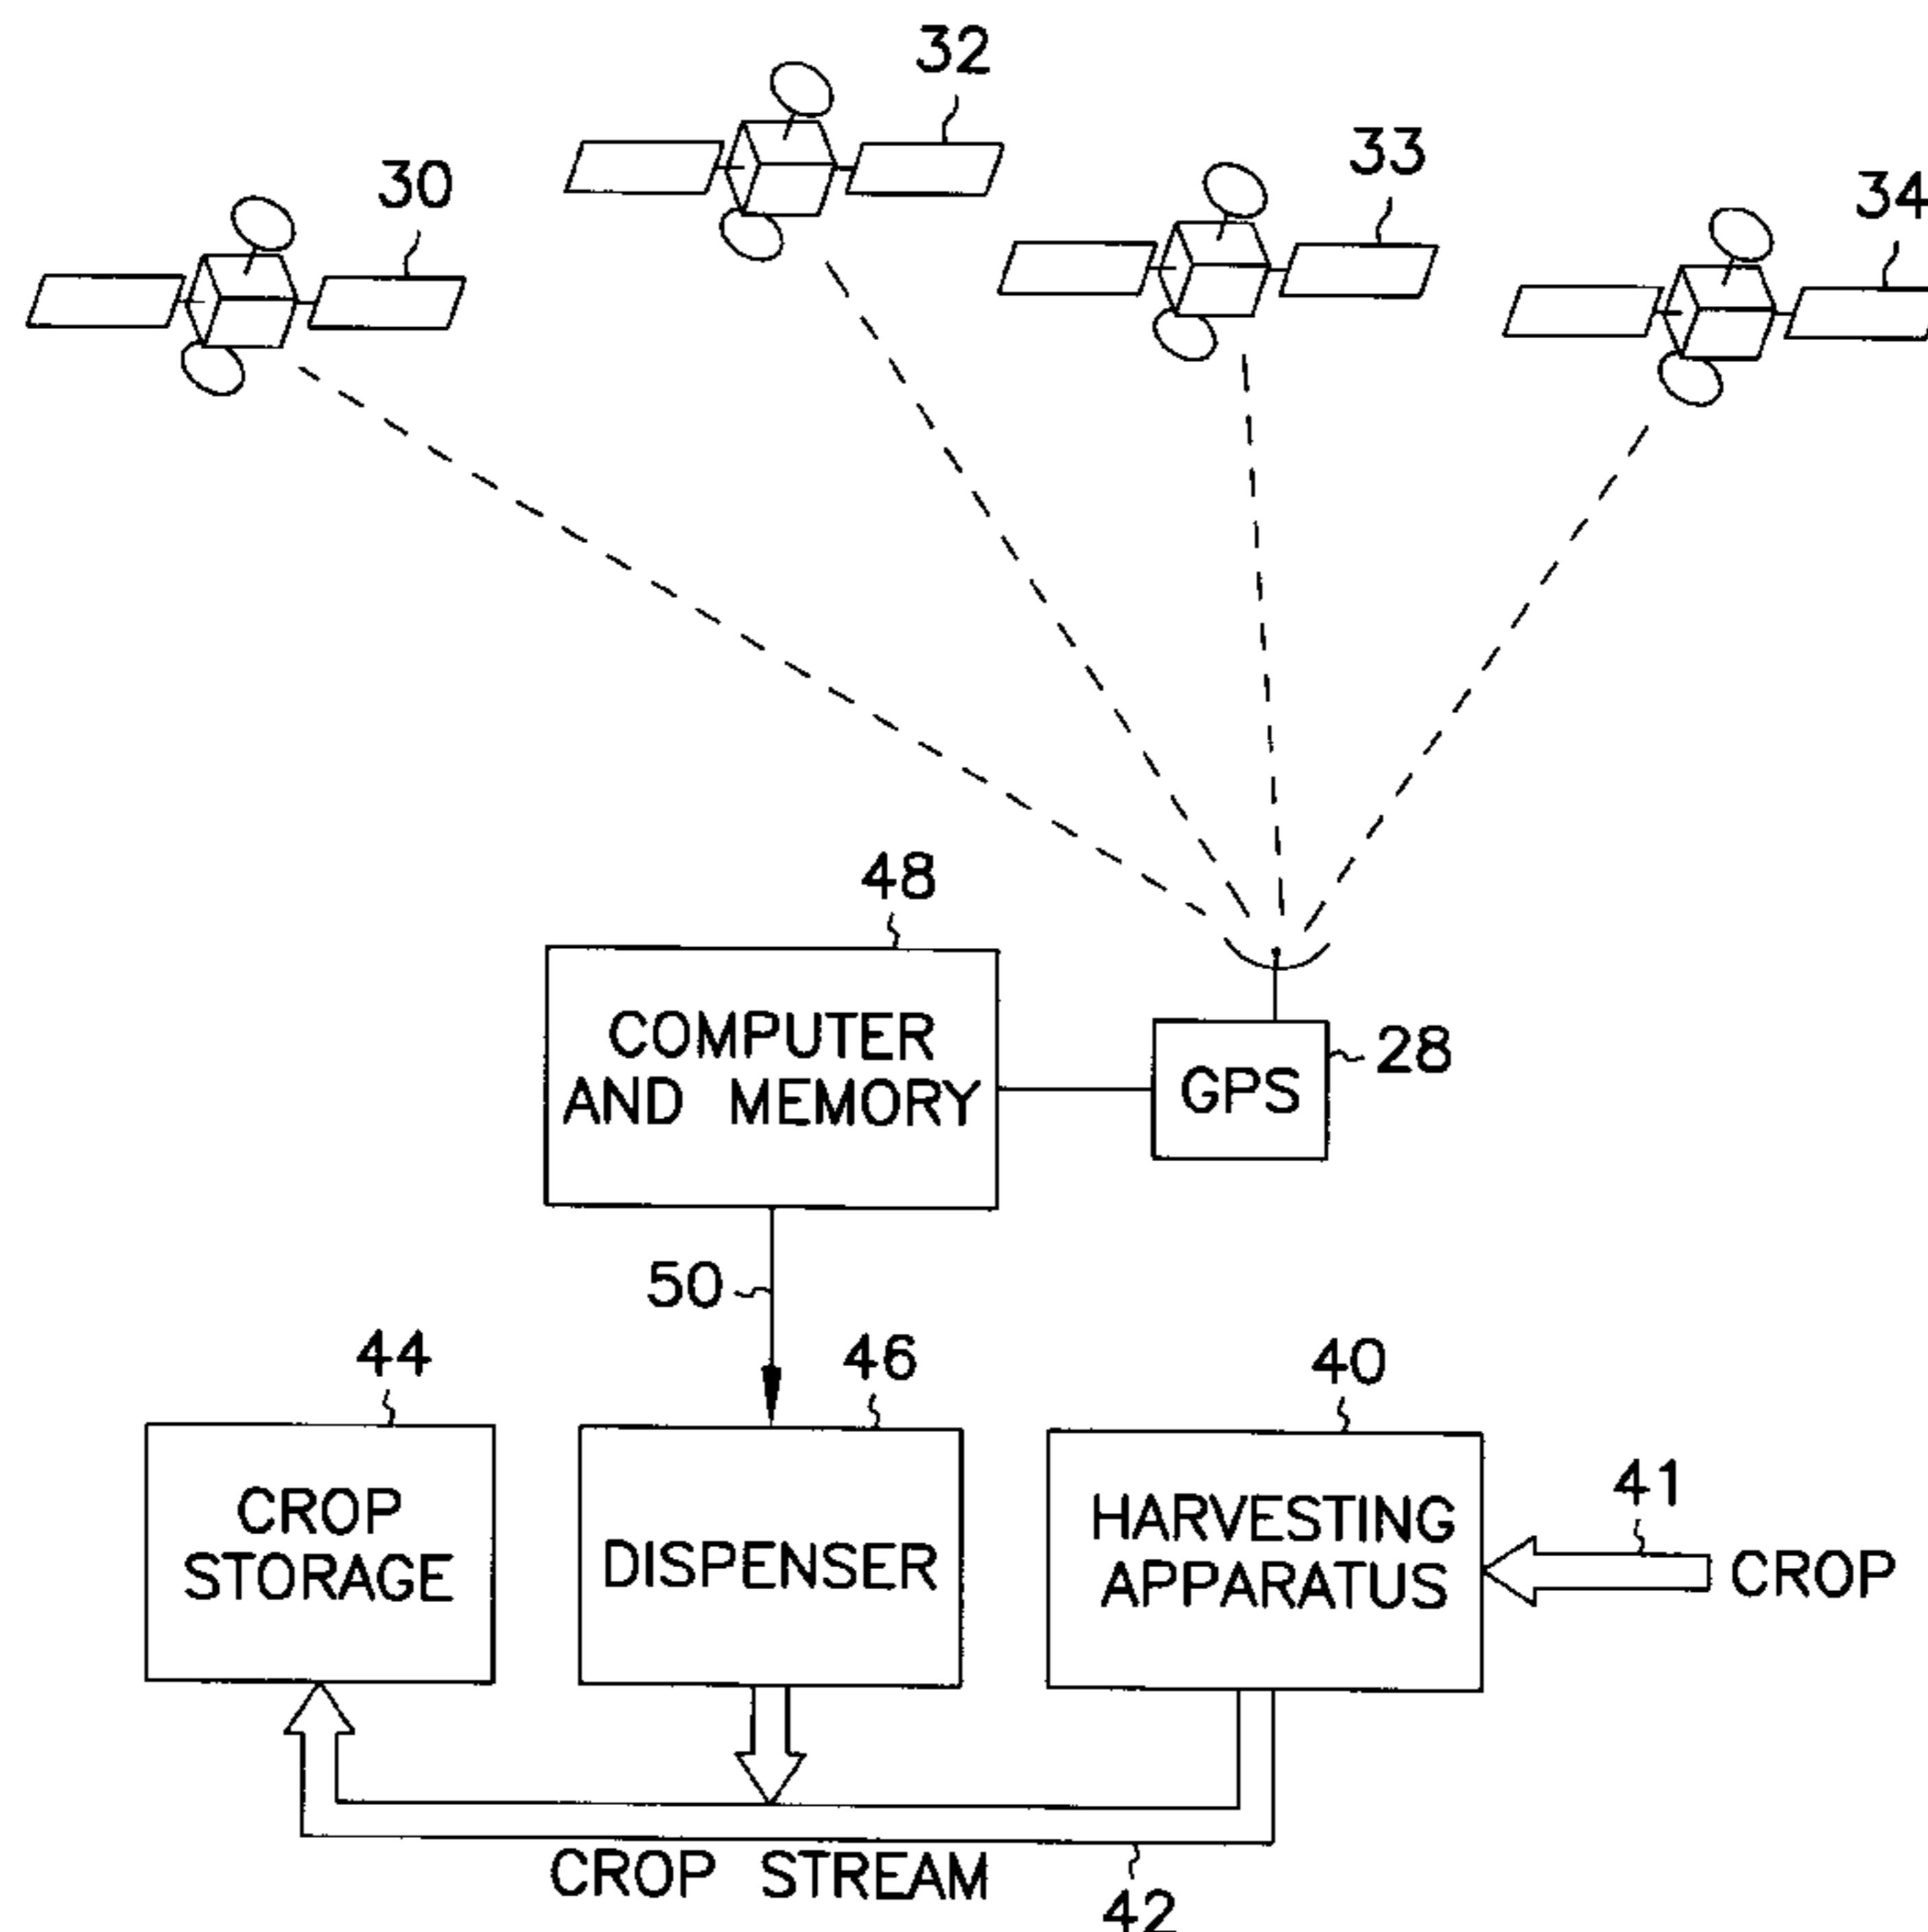 32
33
30
34
48
COMPUTER
AND MEMORY
GPS
28
50
44
46
40
41
CROP
STORAGE
DISPENSER
HARVESTING
APPARATUS
CROP
CROP STREAM
42